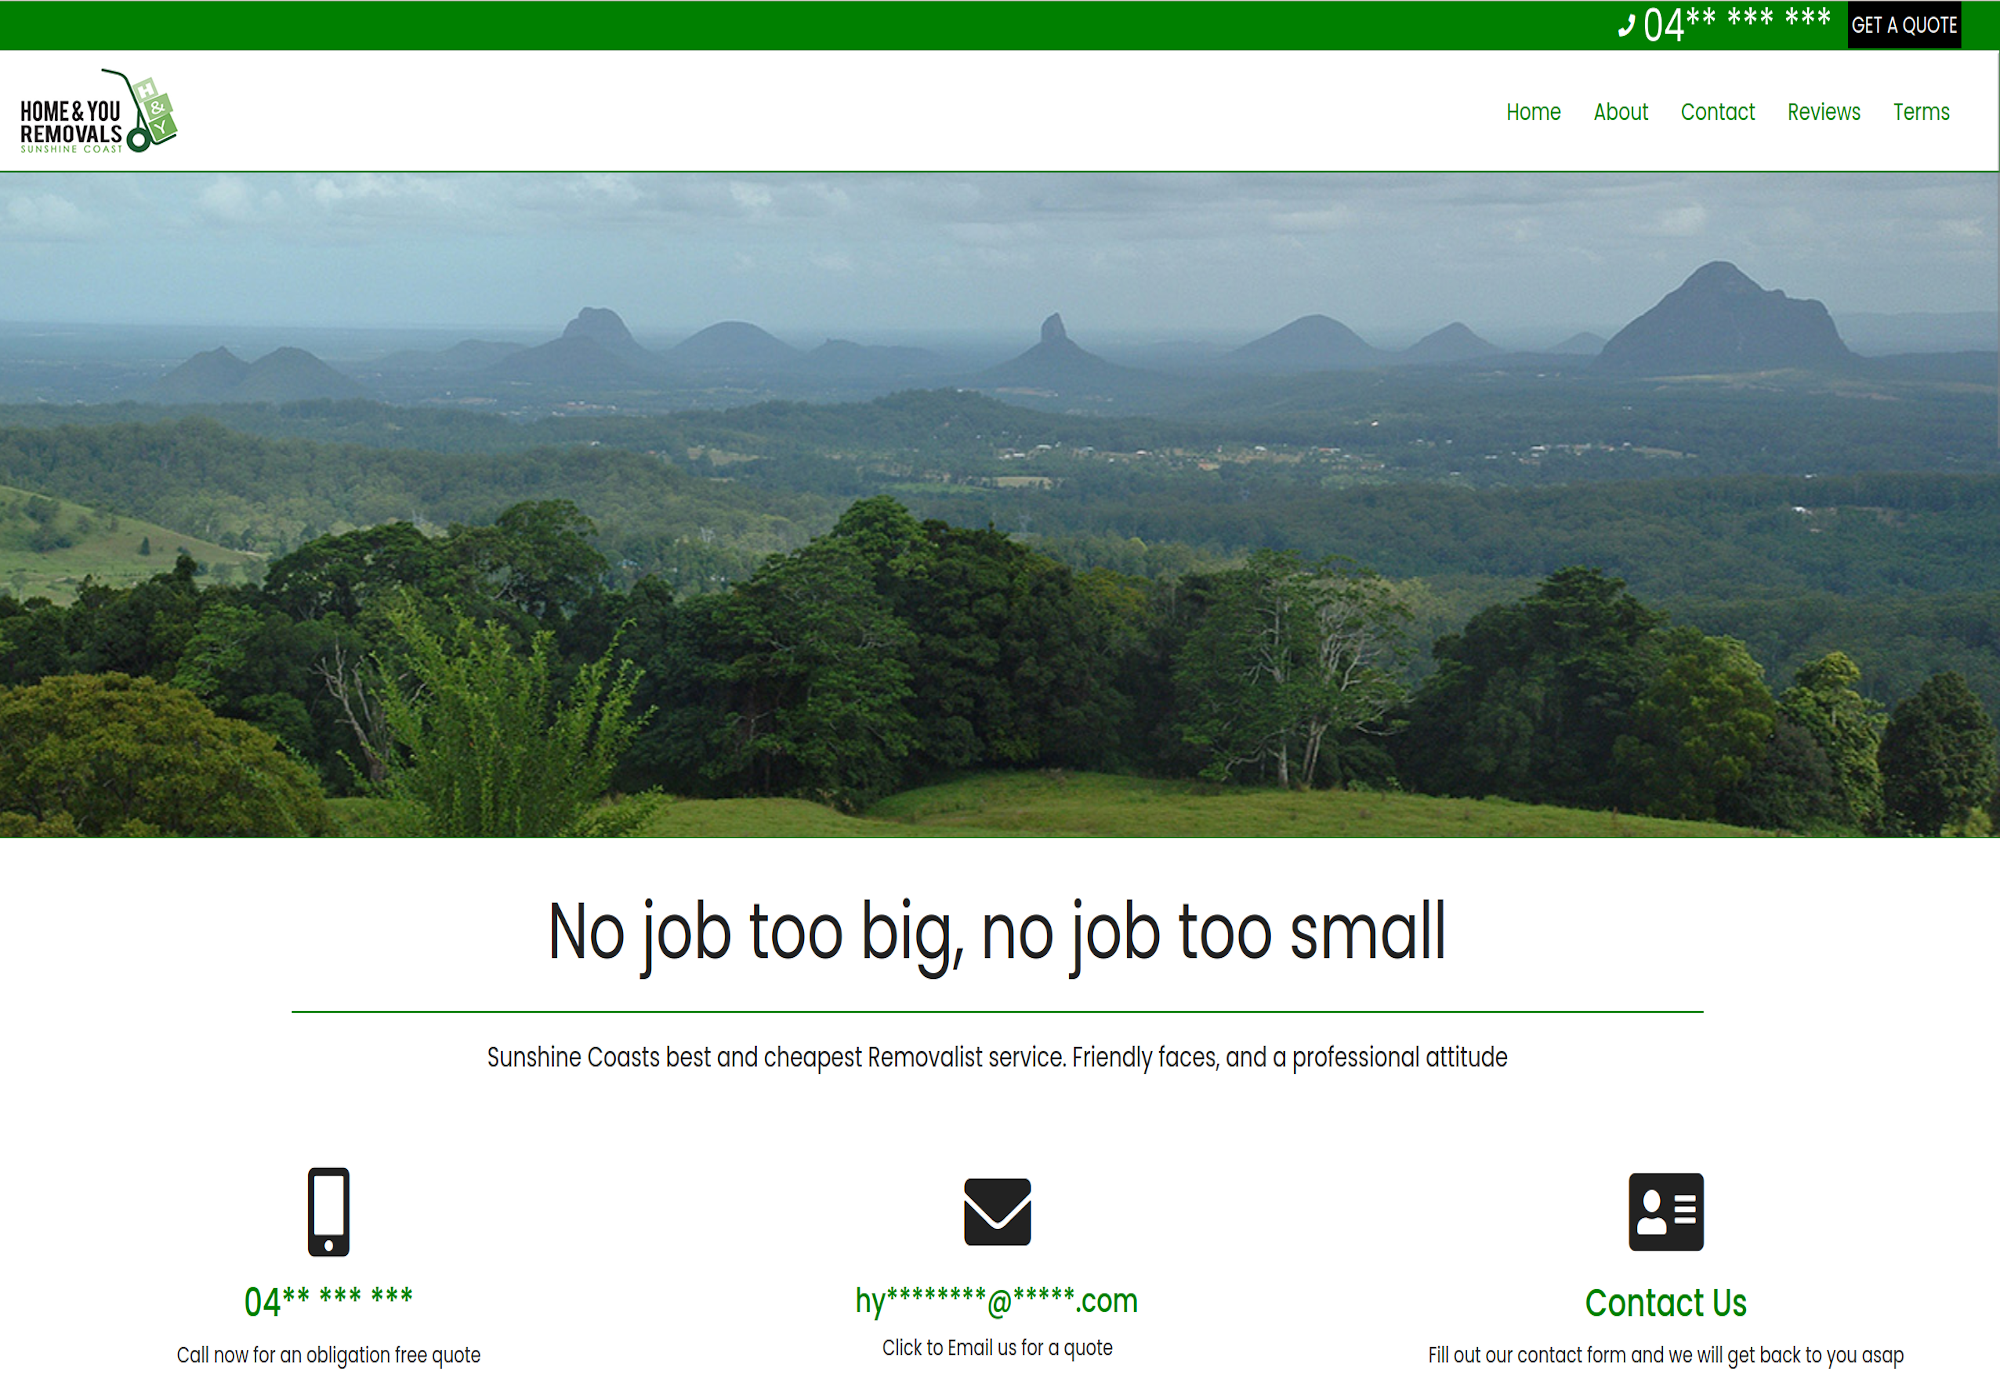 04** *** *** GET A QUOTE
H
&
Y
HOME & YOU
REMOVALS
SUNSHINE COAST
Home About Contact Reviews Terms
No job too big, no job too small
Sunshine Coasts best and cheapest Removalist service. Friendly faces, and a professional attitude
04** *** ***
Call now for an obligation free quote
hy********@*****.com
Click to Email us for a quote
Contact Us
Fill out our contact form and we will get back to you asap